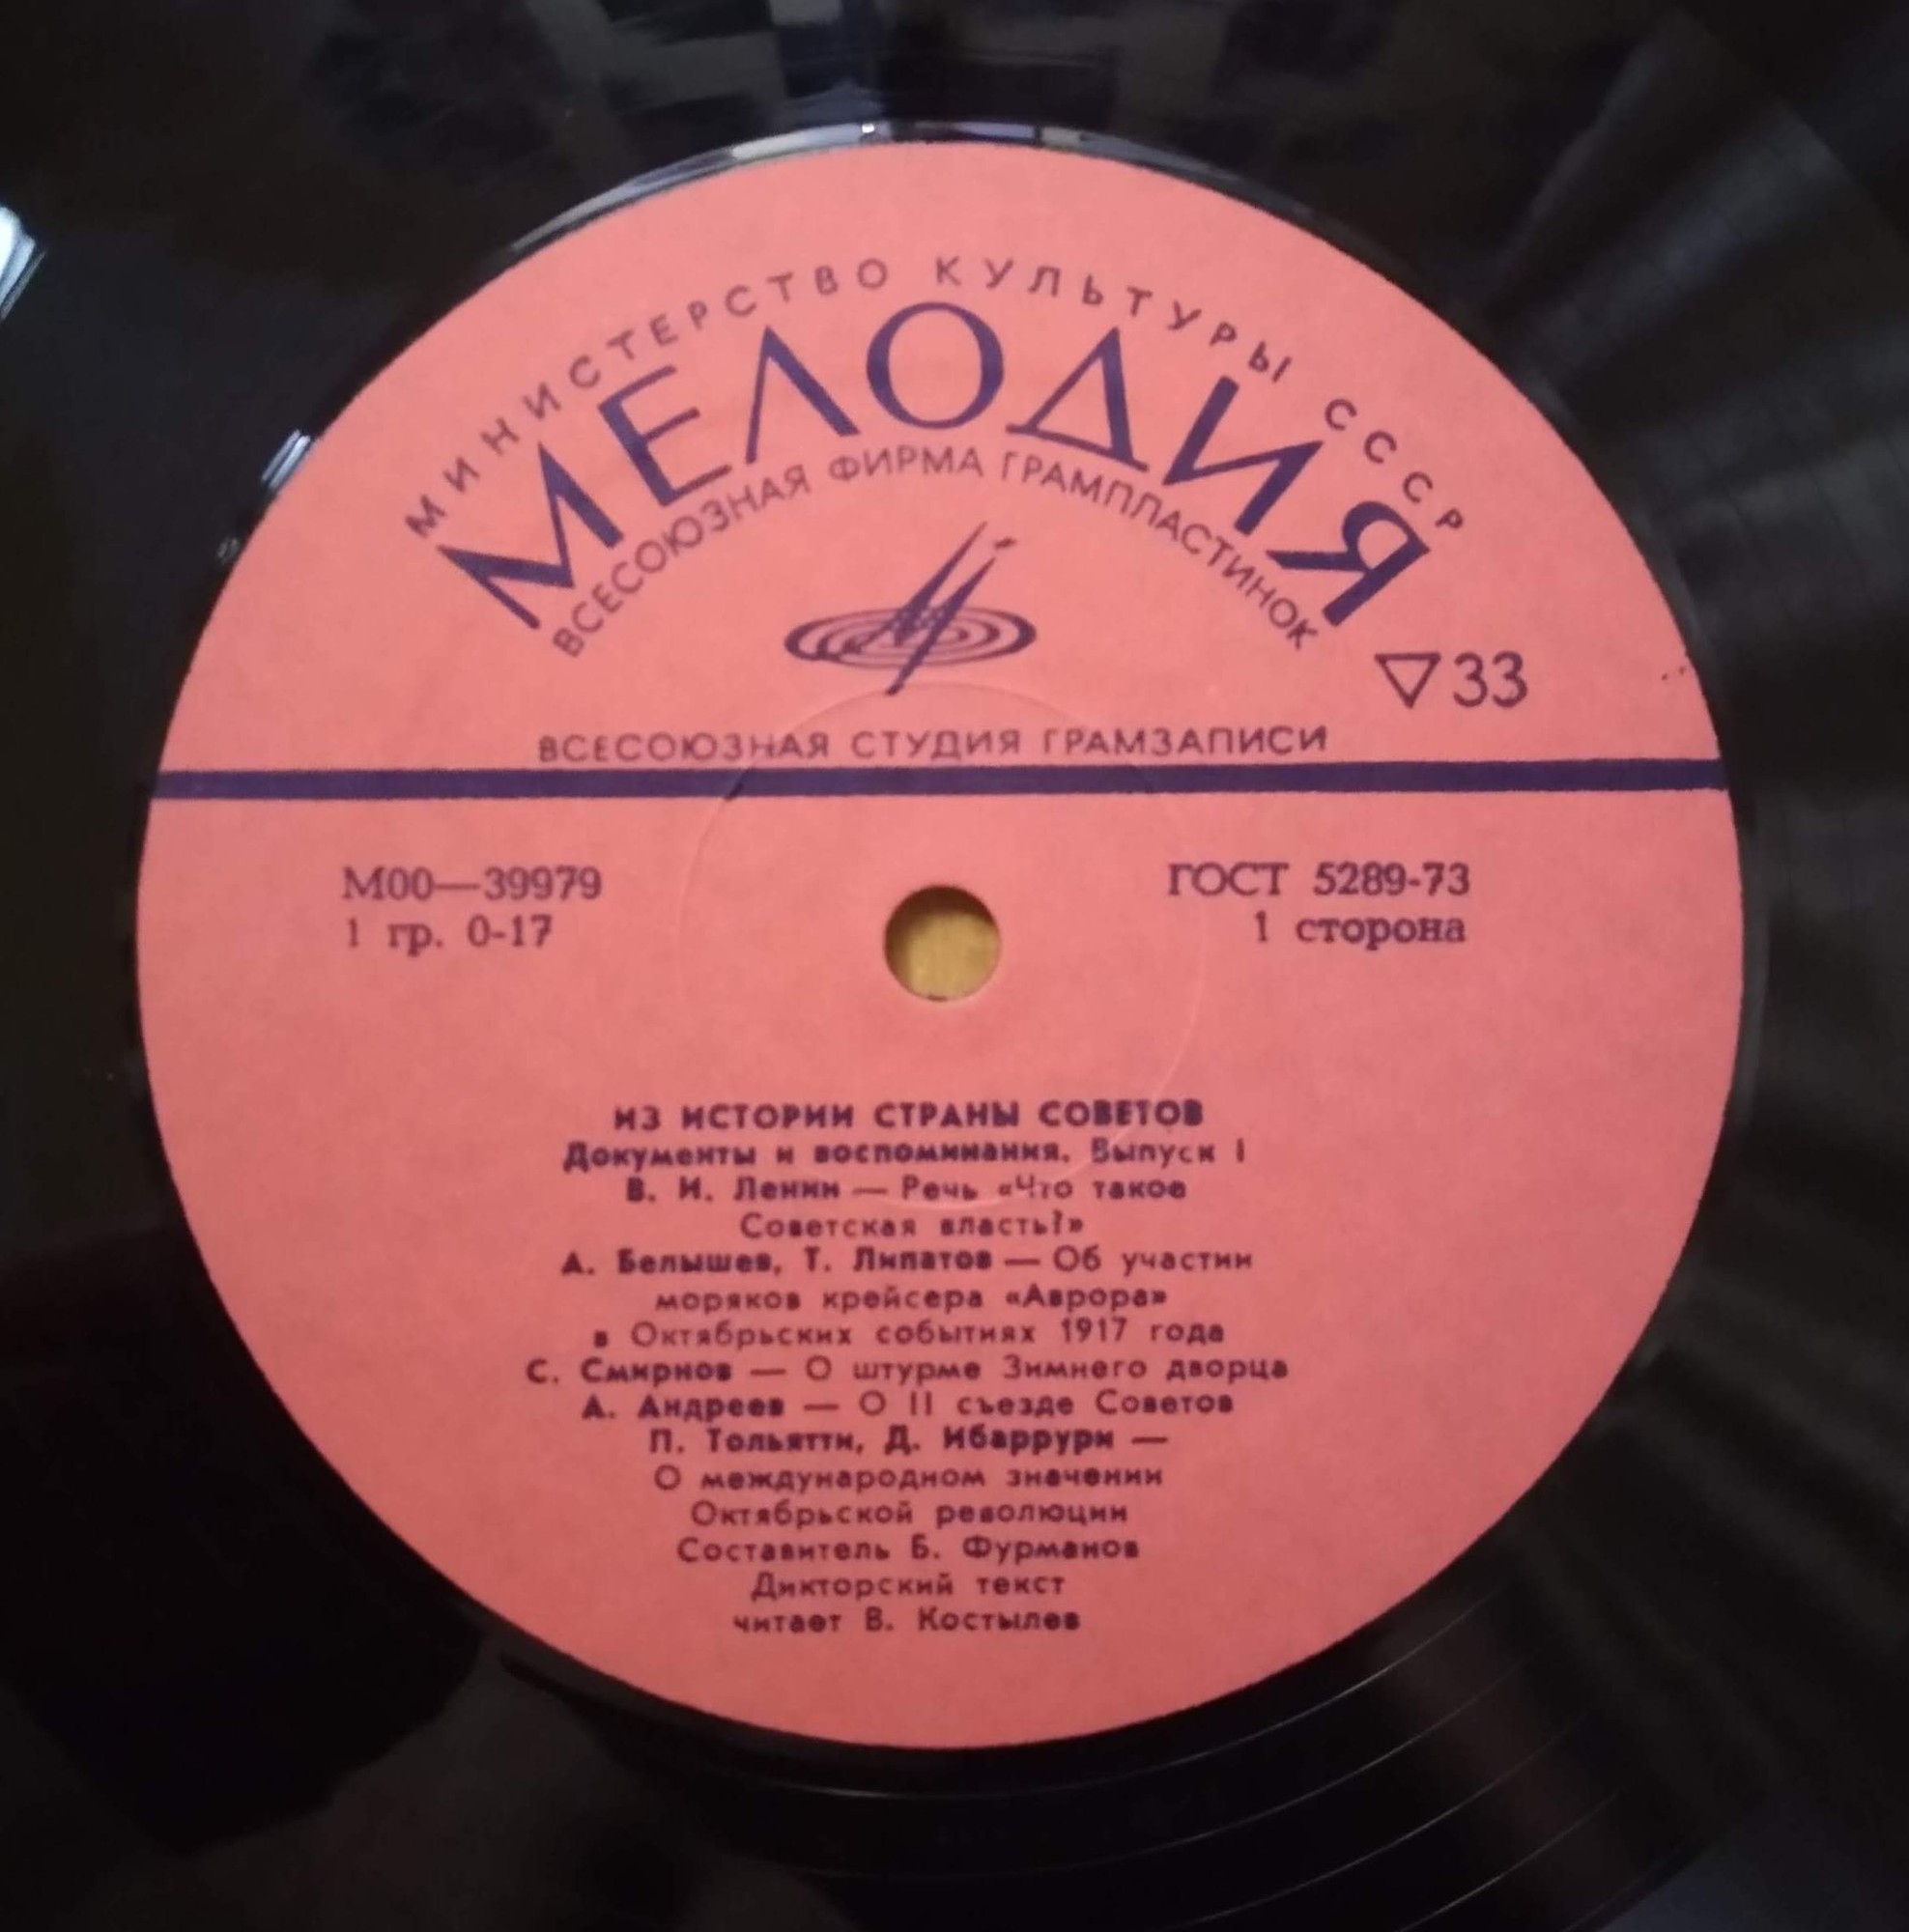 МИНИСТЕРСТВО КУЛЬТУРЫ СССР
МЕЛОДИЯ
ВСЕСОЮЗНАЯ ФИРМА ГРАМПЛАСТИНОК
33
ВСЕСОЮЗНАЯ СТУДИЯ ГРАМЗАПИСИ
М00—39979
ГОСТ 5289-73
1 гр. 0-17
1 сторона
ИЗ ИСТОРИИ СТРАНЫ СОВЕТОВ
Документы и воспоминания. Выпуск I
В. И. Ленин — Речь «Что такое
Советская власть?»
А. Белышев, Т. Липатов — Об участии
моряков крейсера «Аврора»
в Октябрьских событиях 1917 года
С. Смирнов — О штурме Зимнего дворца
А. Андреев — О II съезде Советов
П. Тольятти, Д. Ибаррури —
О международном значении
Октябрьской революции
Составитель Б. Фурманов
Дикторский текст
читает В. Костылев